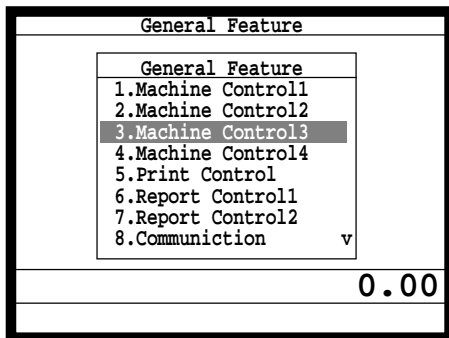 General Feature
General Feature
1.Machine Control1
2.Machine Control2
3.Machine Control3
4.Machine Control4
5.Print Control
6.Report Control1
7.Report Control2
8.Communiction v
0.00